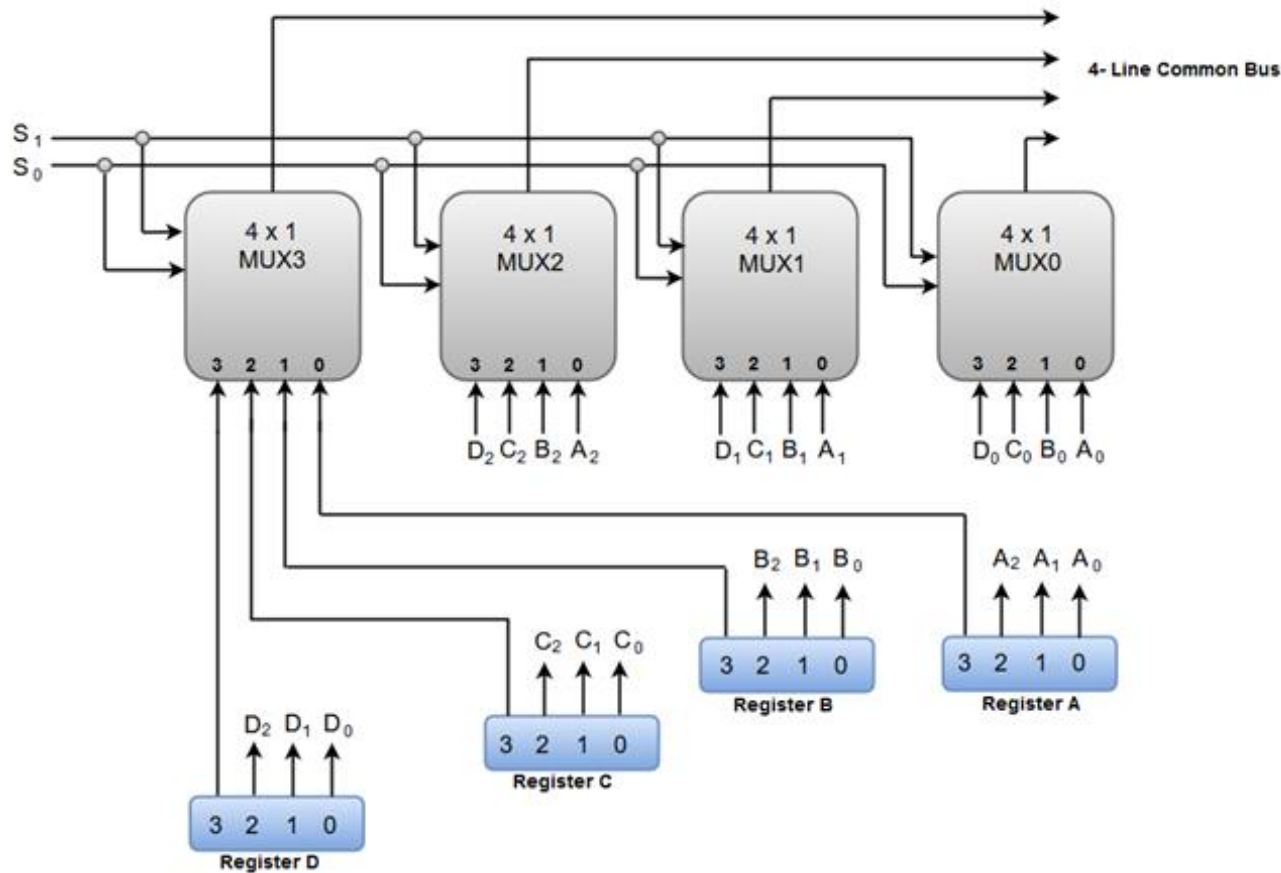 4- Line Common Bus
S1
S0
4 x 1
MUX3
4 x 1
MUX2
4 x 1
MUX1
4 x 1
MUX0
3 2 1 0
3 2 1 0
3 2 1 0
3 2 1 0
D2 C2 B2 A2
D1 C1 B1 A1
D0 C0 B0 A0
B2 B1 B0
A2 A1 A0
3 2 1 0
Register B
3 2 1 0
Register A
C2 C1 C0
3 2 1 0
Register C
D2 D1 D0
3 2 1 0
Register D